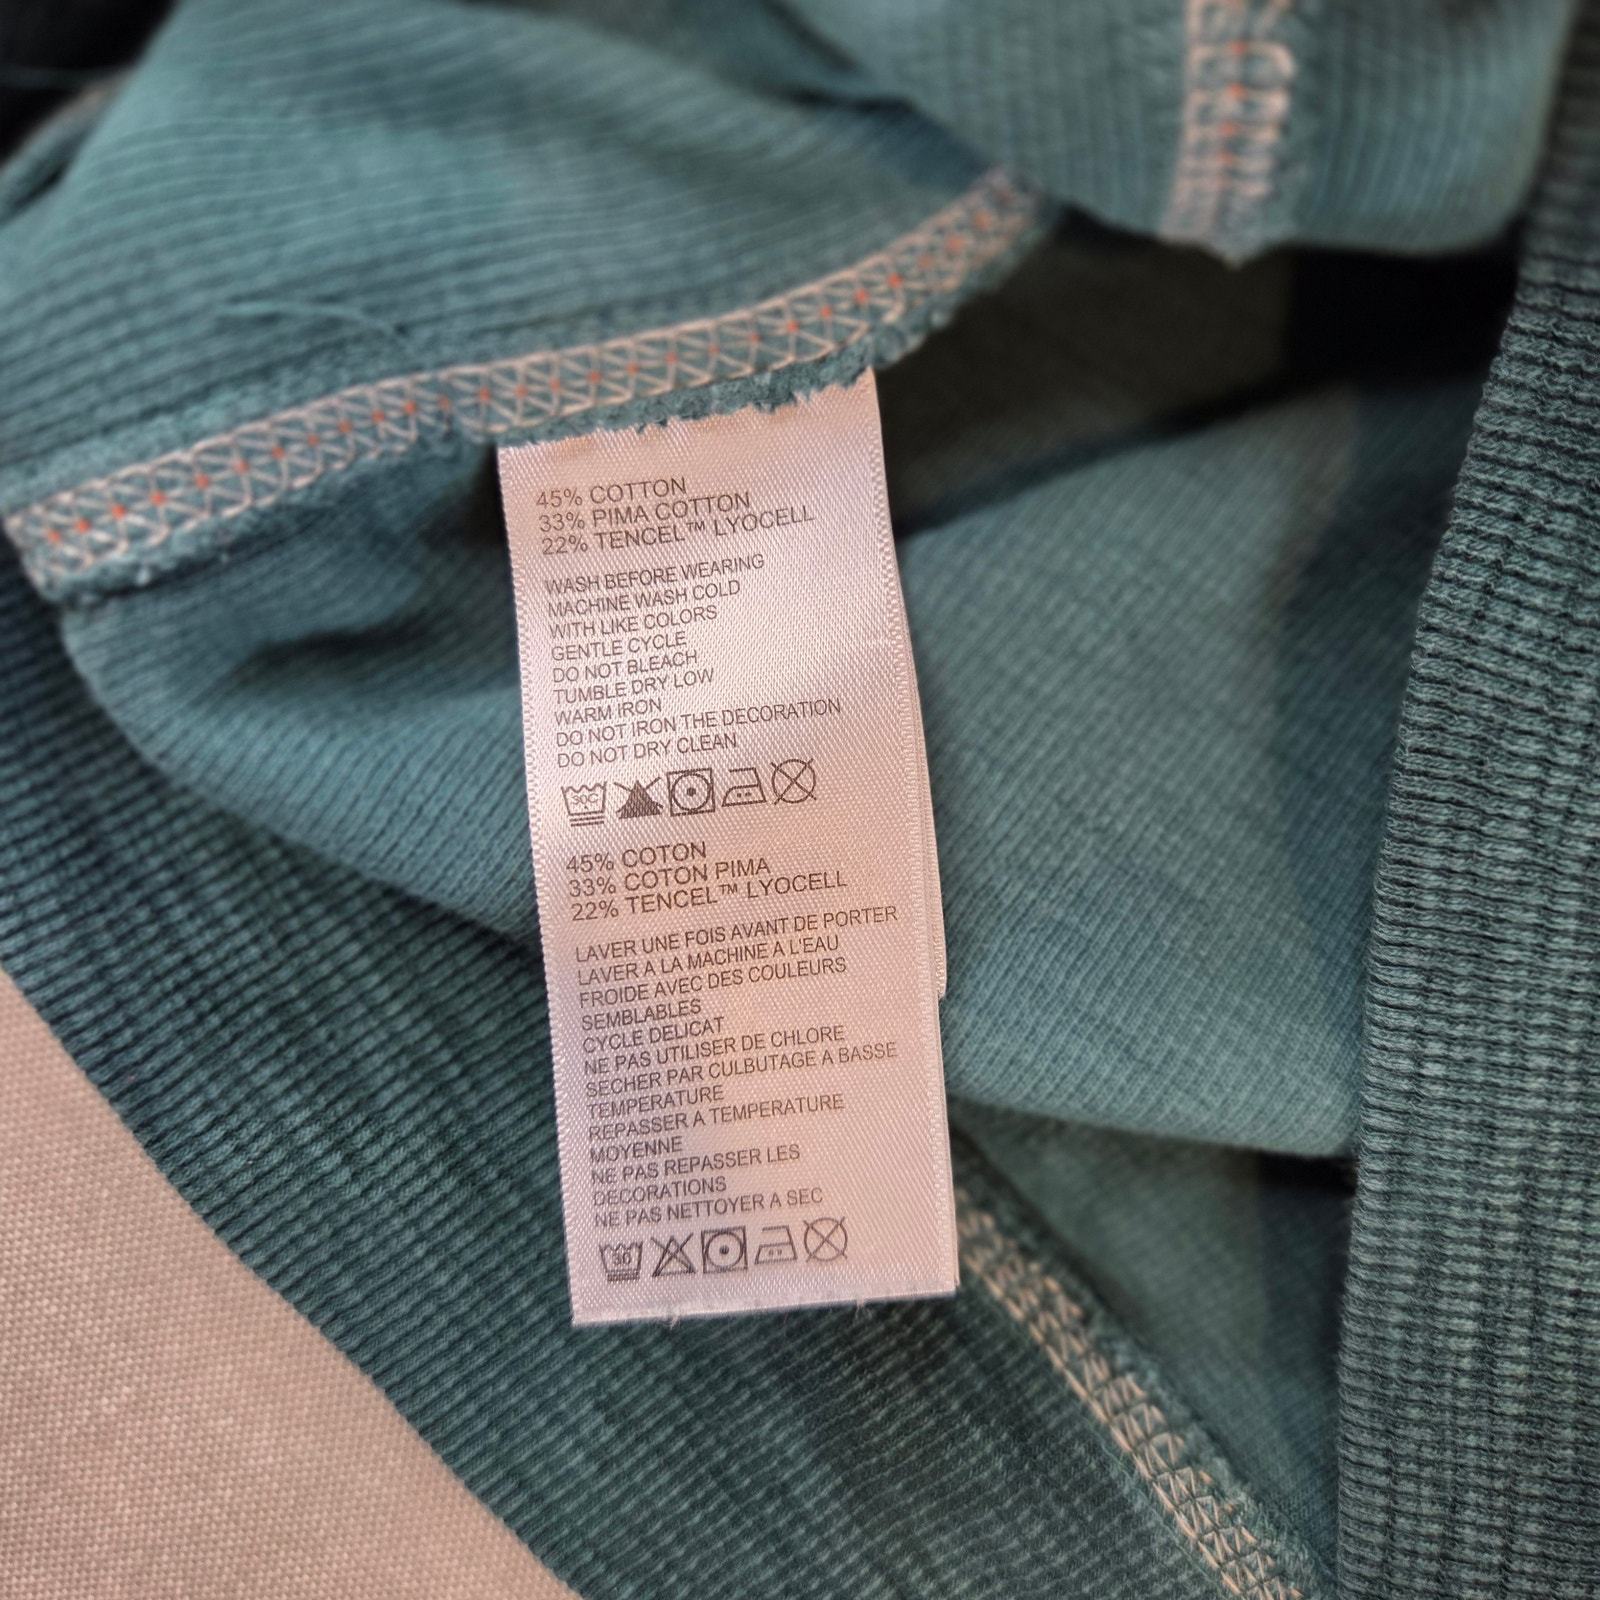 45% COTTON
33% PIMA COTTON
22% TENCEL™ LYOCELL
WASH BEFORE WEARING
MACHINE WASH COLD
WITH LIKE COLORS
GENTLE CYCLE
DO NOT BLEACH
TUMBLE DRY LOW
WARM IRON
DO NOT IRON THE DECORATION
DO NOT DRY CLEAN
30C
45% COTON
33% COTON PIMA
22% TENCEL™ LYOCELL
LAVER UNE FOIS AVANT DE PORTER
LAVER A LA MACHINE A L'EAU
FROIDE AVEC DES COULEURS
SEMBLABLES
CYCLE DELICAT
NE PAS UTILISER DE CHLORE
SECHER PAR CULBUTAGE A BASSE
TEMPERATURE
REPASSER A TEMPERATURE
MOYENNE
NE PAS REPASSER LES
DECORATIONS
NE PAS NETTOYER A SEC
30